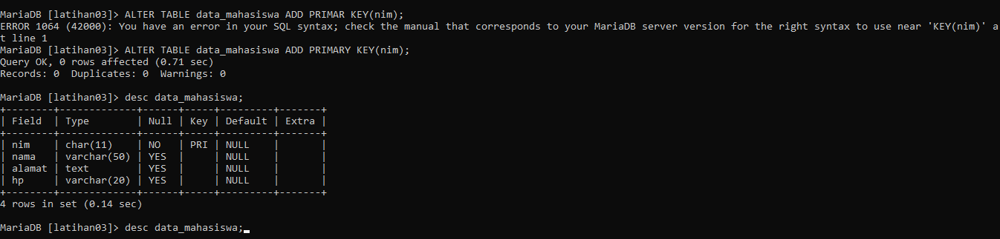 MariaDB [latihan03]> ALTER TABLE data_mahasiswa ADD PRIMAR KEY(nim);
ERROR 1064 (42000): You have an error in your SQL syntax; check the manual that corresponds to your MariaDB server version for the right syntax to use near 'KEY(nim)' a
t line 1
MariaDB [latihan03]> ALTER TABLE data_mahasiswa ADD PRIMARY KEY(nim);
Query OK, 0 rows affected (0.71 sec)
Records: 0  Duplicates: 0  Warnings: 0

MariaDB [latihan03]> desc data_mahasiswa;
+--------+-------------+------+-----+---------+-------+
| Field  | Type        | Null | Key | Default | Extra |
+--------+-------------+------+-----+---------+-------+
| nim    | char(11)    | NO   | PRI | NULL    |       |
| nama   | varchar(50) | YES  |     | NULL    |       |
| alamat | text        | YES  |     | NULL    |       |
| hp     | varchar(20) | YES  |     | NULL    |       |
+--------+-------------+------+-----+---------+-------+
4 rows in set (0.14 sec)

MariaDB [latihan03]> desc data_mahasiswa;